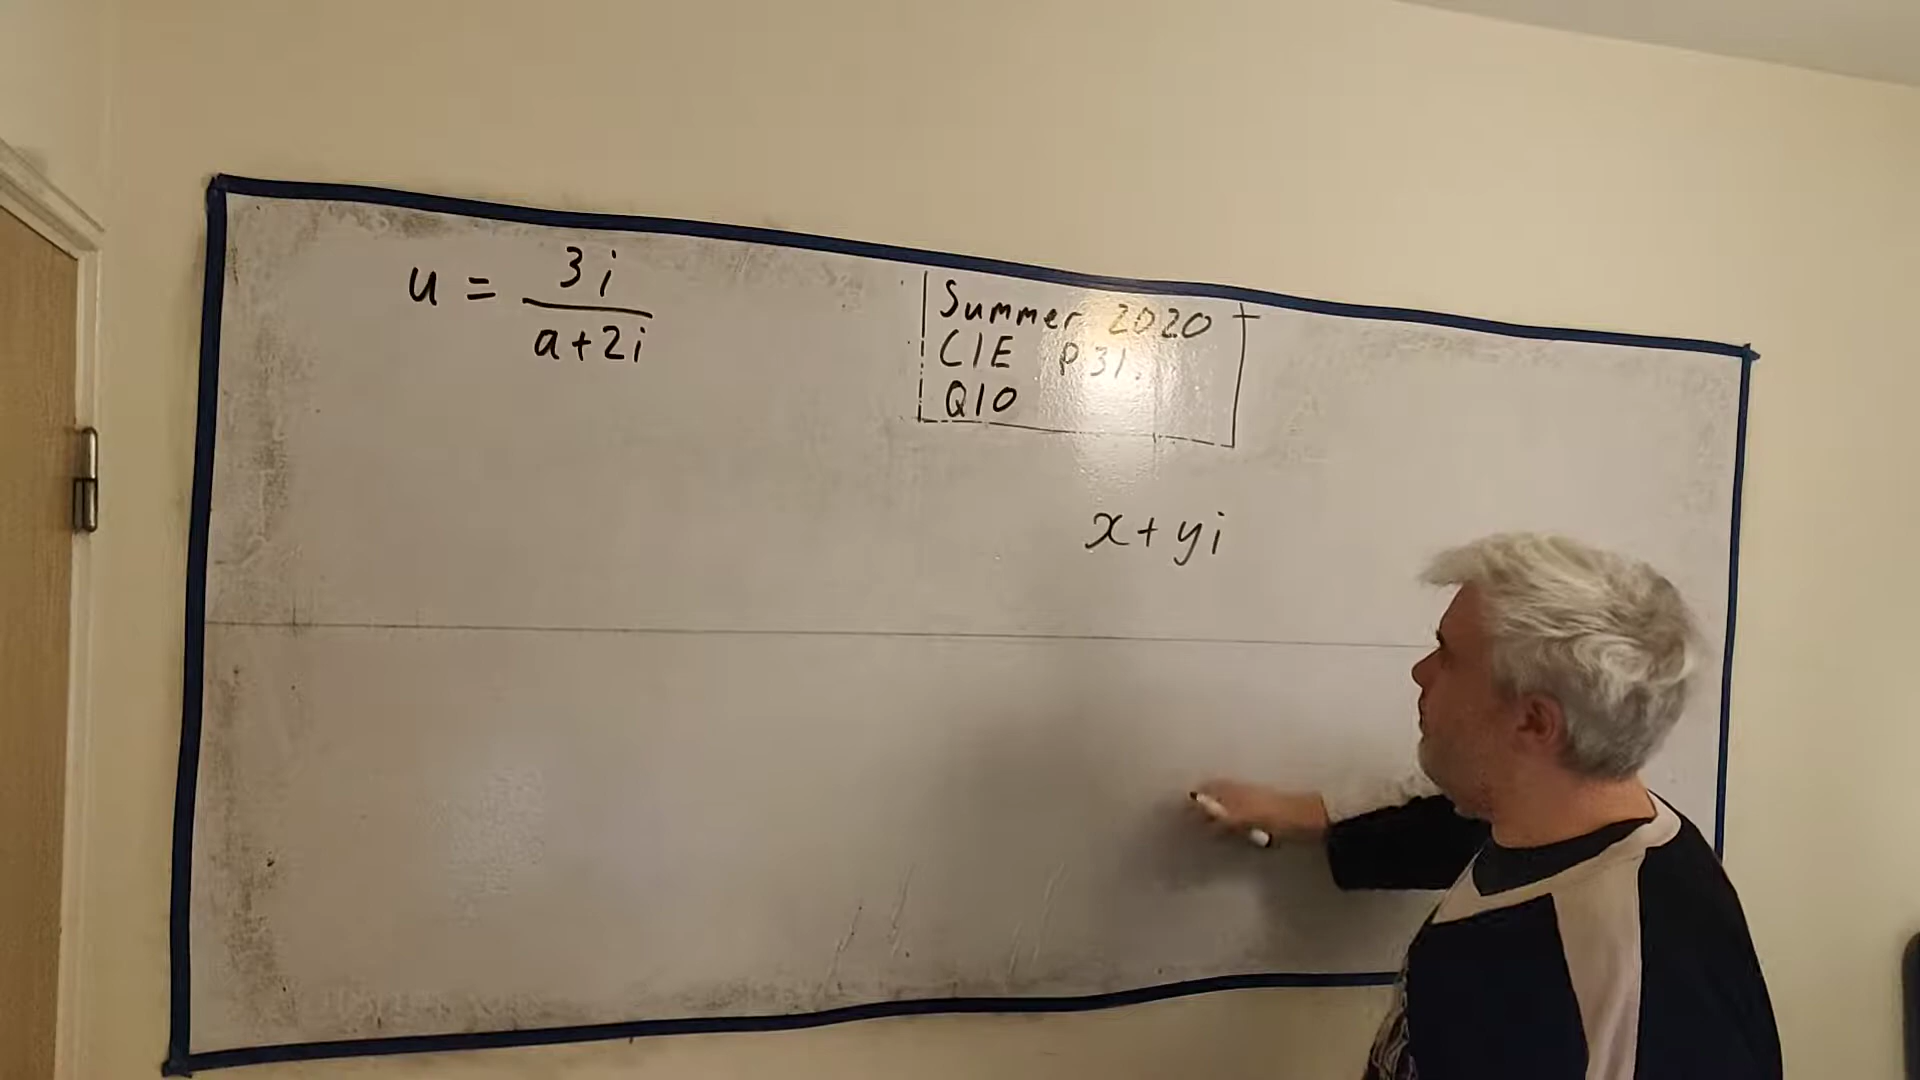 u = 3i / a+2i
Summer 2020
CIE P31.
Q10
x + yi